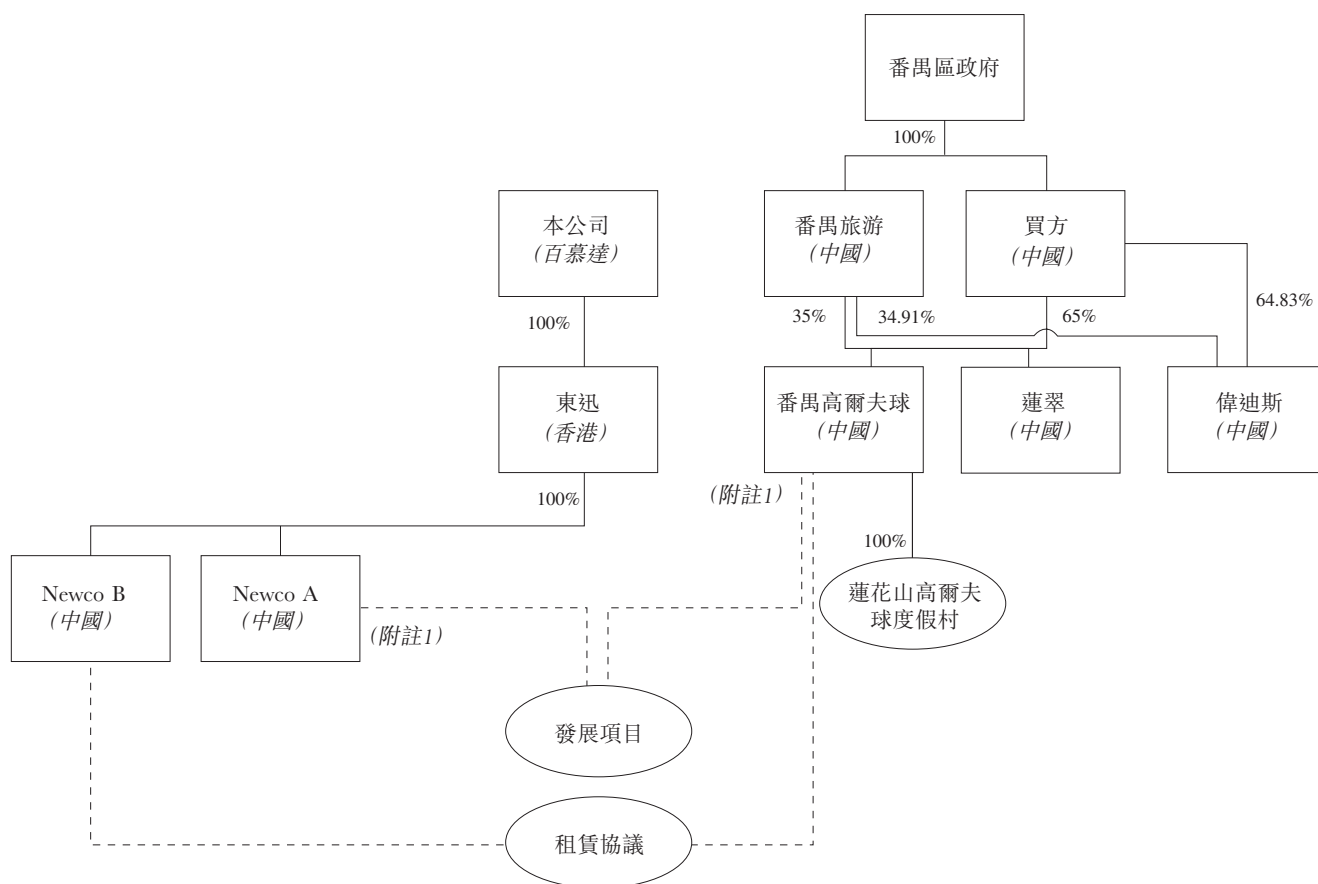 番禺區政府
100%
本公司
(百慕達)
番禺旅游
(中國)
買方
(中國)
100%
35%
34.91%
65%
64.83%
東迅
(香港)
番禺高爾夫球
(中國)
蓮翠
(中國)
偉迪斯
(中國)
100%
(附註1)
100%
Newco B
(中國)
Newco A
(中國)
(附註1)
蓮花山高爾夫
球度假村
發展項目
租賃協議